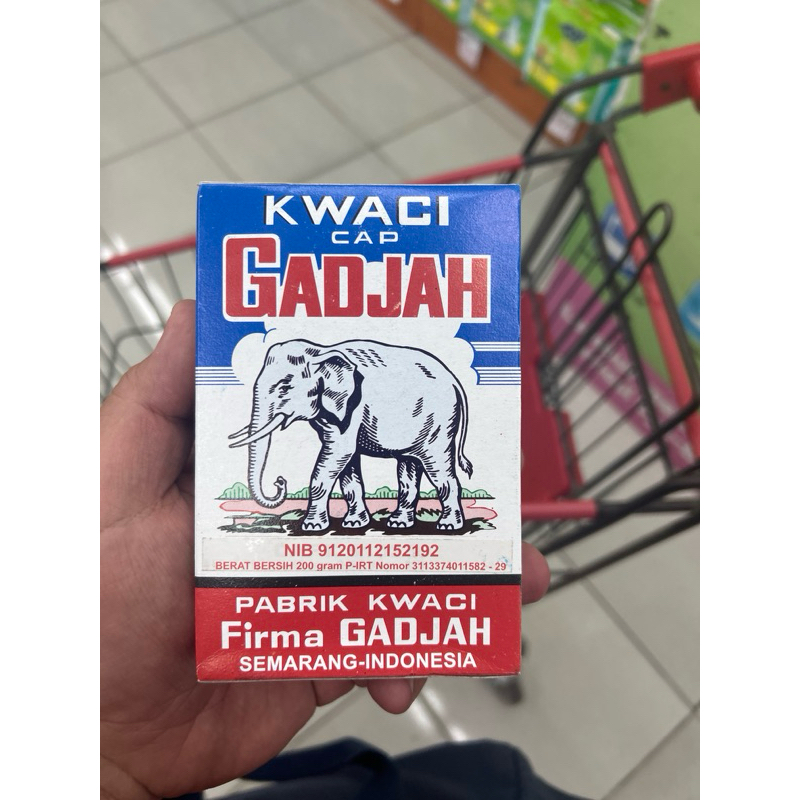 KWACI
CAP
GADJAH
NIB 9120112152192
BERAT BERSIH 200 gram P-IRT Nomor 3113374011582 - 29
PABRIK KWACI
Firma GADJAH
SEMARANG-INDONESIA